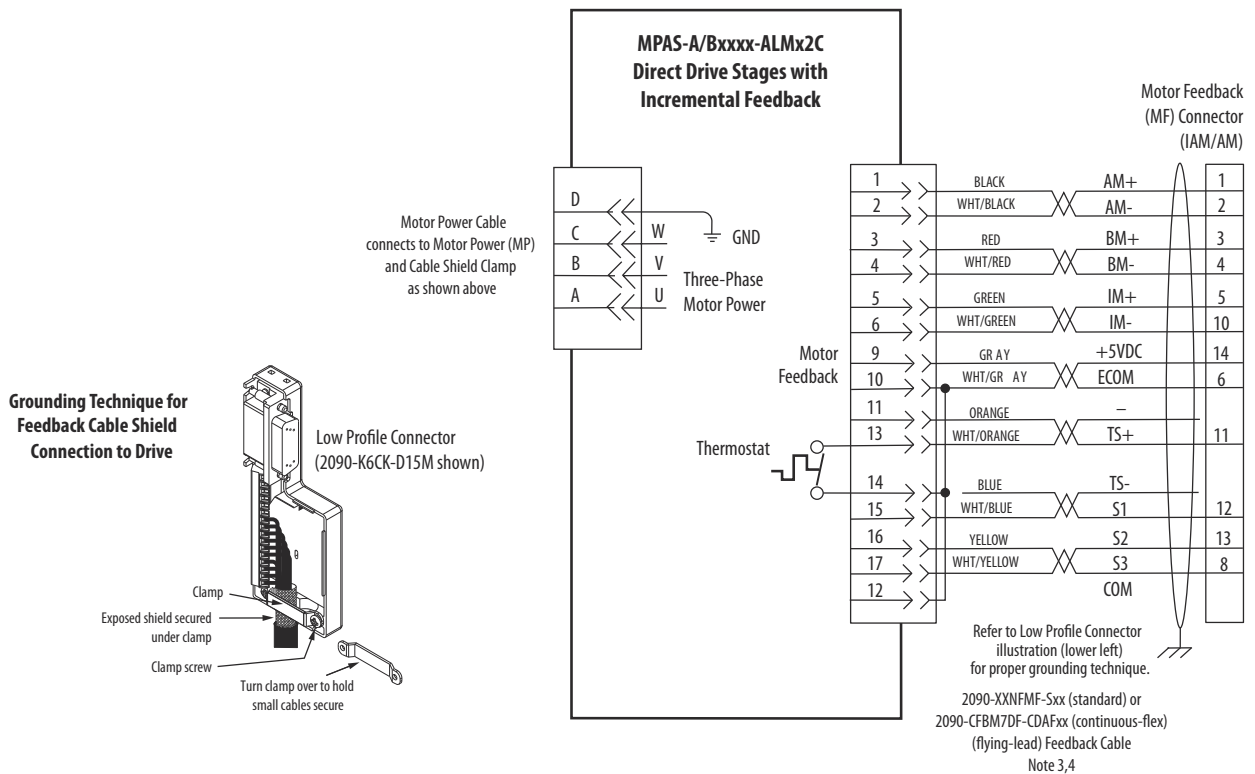 MPAS-A/Bxxxx-ALMx2C
Direct Drive Stages with
Incremental Feedback
Motor Feedback
(MF) Connector
(IAM/AM)
Motor Power Cable
connects to Motor Power (MP)
and Cable Shield Clamp
as shown above
D
C
B
A
W
V
U
GND
Three-Phase
Motor Power
Motor
Feedback
Thermostat
1 BLACK AM+ 1
2 WHT/BLACK AM- 2
3 RED BM+ 3
4 WHT/RED BM- 4
5 GREEN IM+ 5
6 WHT/GREEN IM- 10
9 GR AY +5VDC 14
10 WHT/GR AY ECOM 6
11 ORANGE –
13 WHT/ORANGE TS+ 11
14 BLUE TS-
15 WHT/BLUE S1 12
16 YELLOW S2 13
17 WHT/YELLOW S3 8
12 COM
Grounding Technique for
Feedback Cable Shield
Connection to Drive
Low Profile Connector
(2090-K6CK-D15M shown)
Clamp
Exposed shield secured
under clamp
Clamp screw
Turn clamp over to hold
small cables secure
Refer to Low Profile Connector
illustration (lower left)
for proper grounding technique.
2090-XXNFMF-Sxx (standard) or
2090-CFBM7DF-CDAFxx (continuous-flex)
(flying-lead) Feedback Cable
Note 3,4